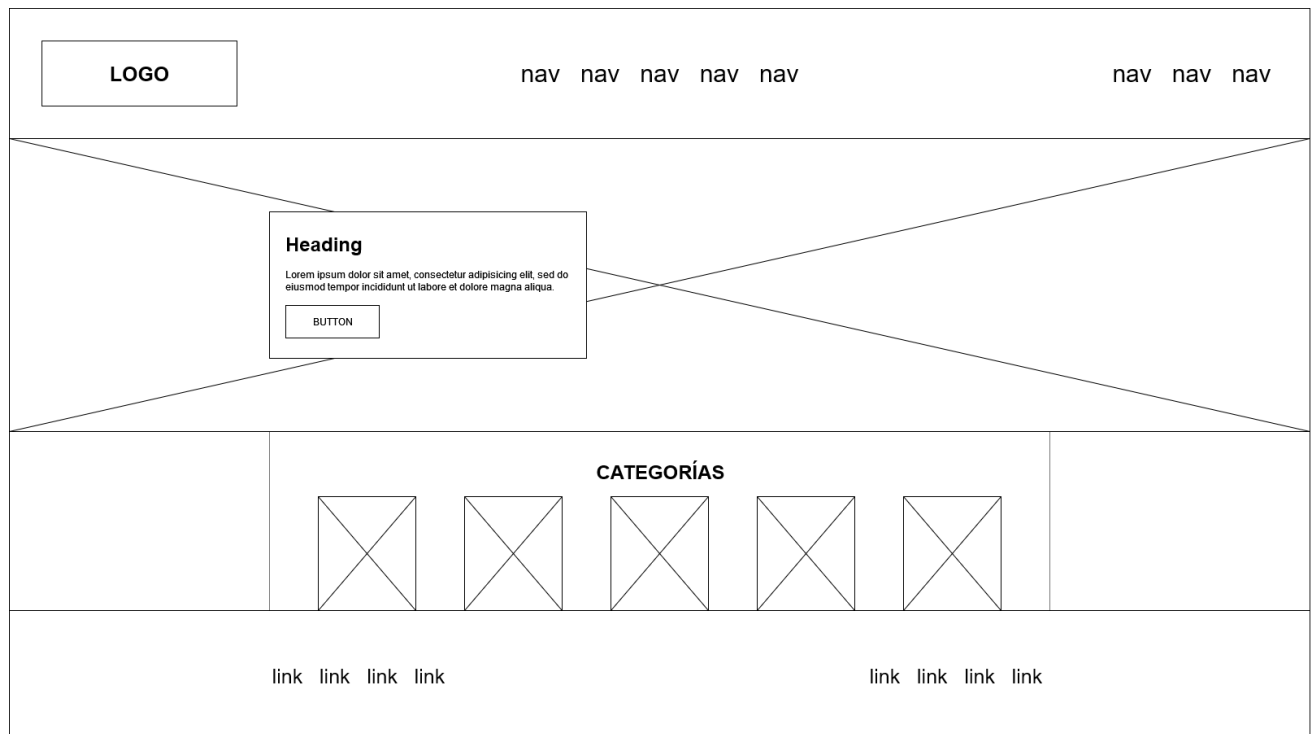 LOGO
nav nav nav nav nav
nav nav nav
Heading
Lorem ipsum dolor sit amet, consectetur adipisicing elit, sed do
eiusmod tempor incididunt ut labore et dolore magna aliqua.
BUTTON
CATEGORÍAS
link link link link
link link link link